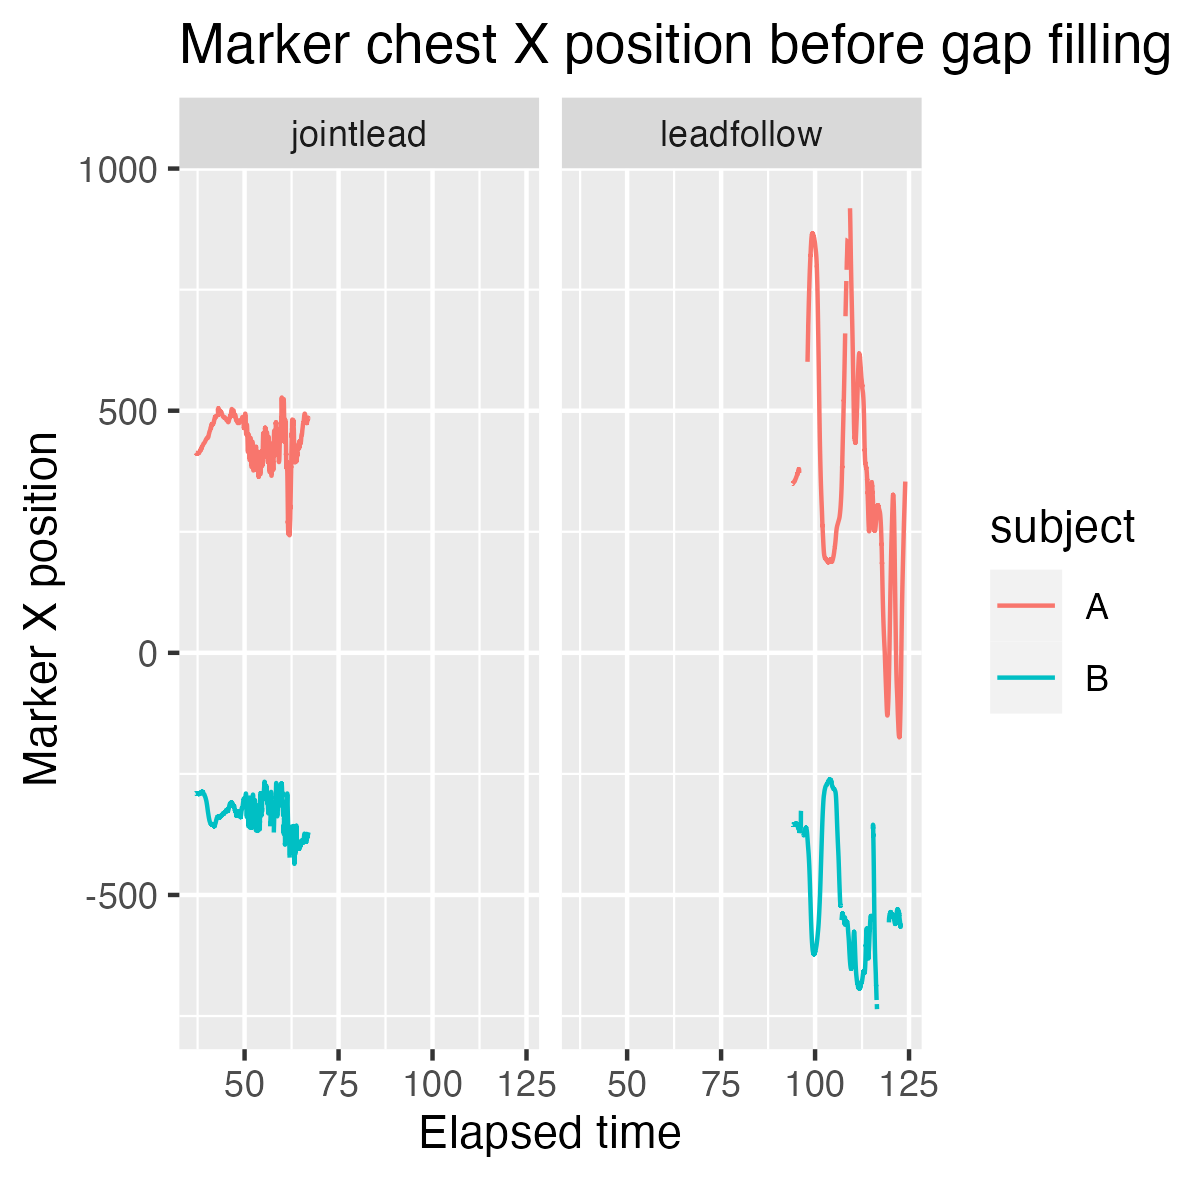 Marker chest X position before gap filling
jointlead
leadfollow
1000
500
0
-500
Marker X position
50
75
100
125
50
75
100
125
Elapsed time
subject
A
B